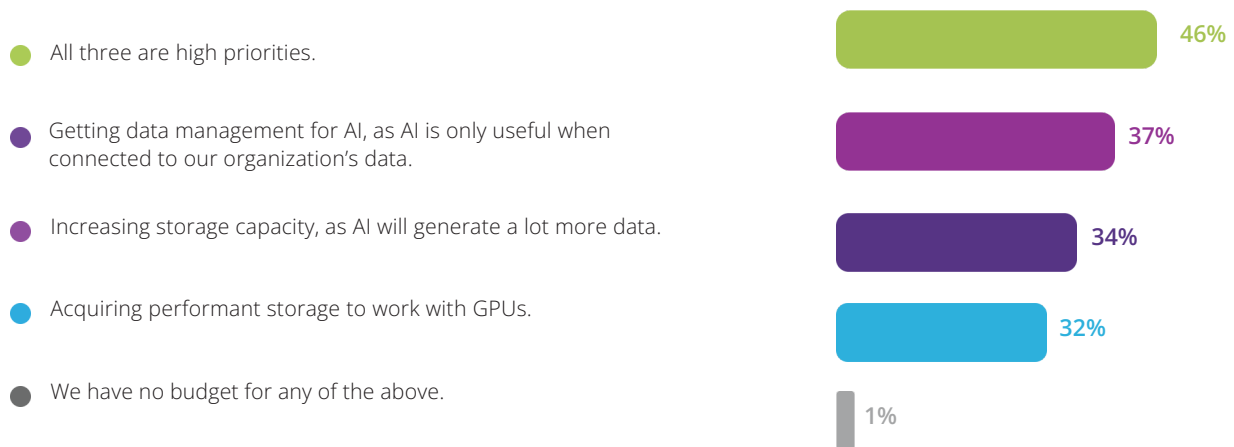 All three are high priorities.
46%
Getting data management for AI, as AI is only useful when
connected to our organization’s data.
37%
Increasing storage capacity, as AI will generate a lot more data.
34%
Acquiring performant storage to work with GPUs.
32%
We have no budget for any of the above.
1%